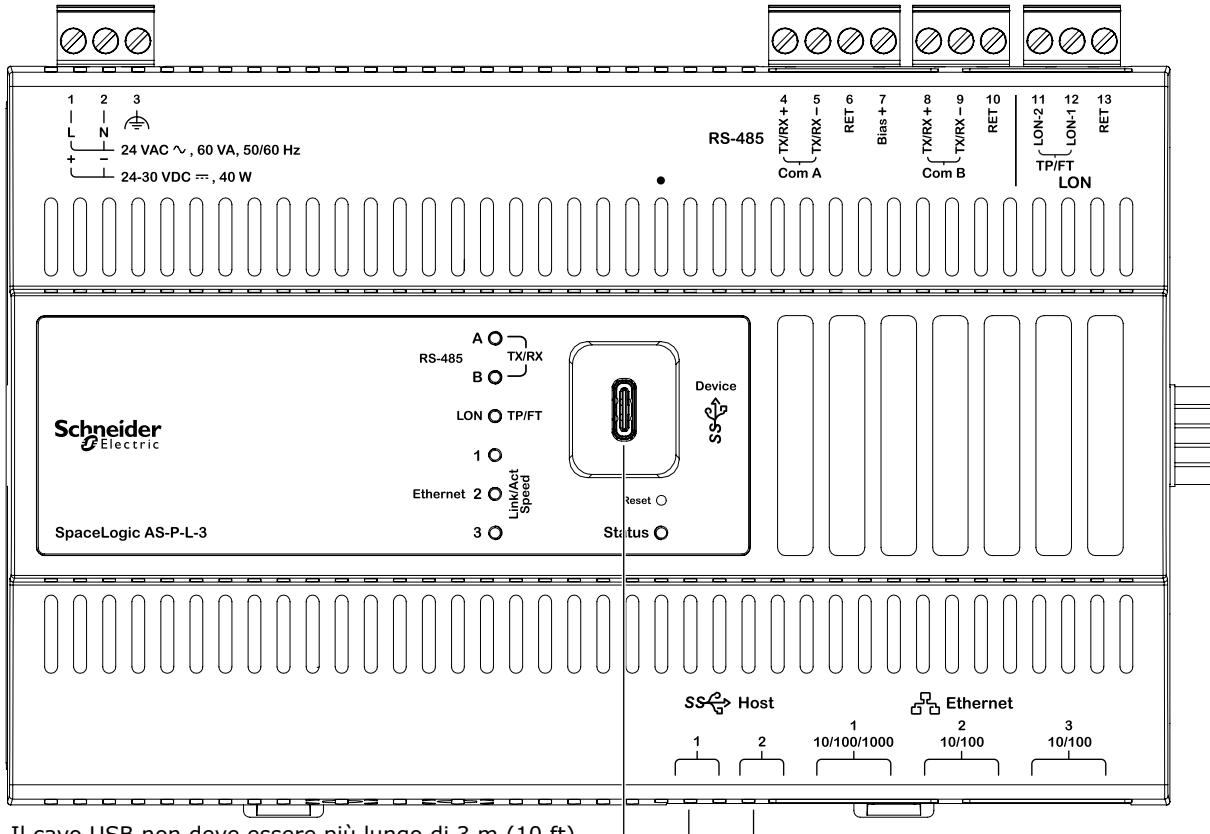 1 2 3
L N
24 VAC ∿ , 60 VA, 50/60 Hz
+ −
24-30 VDC ⎓ , 40 W
RS-485
4 5 6 7 8 9 10 11 12 13
TX/RX +
TX/RX −
RET
Bias +
TX/RX +
TX/RX −
RET
LON-2
LON-1
RET
Com A
Com B
TP/FT
LON
A
RS-485 TX/RX
B
LON TP/FT
1
Ethernet 2
Link/Act
Speed
3
Schneider
Electric
SpaceLogic AS-P-L-3
Device
SS
Reset
Status
SS Host
1 2
Ethernet
1
10/100/1000
2
10/100
3
10/100
Il cavo USB non deve essere più lungo di 3 m (10 ft)